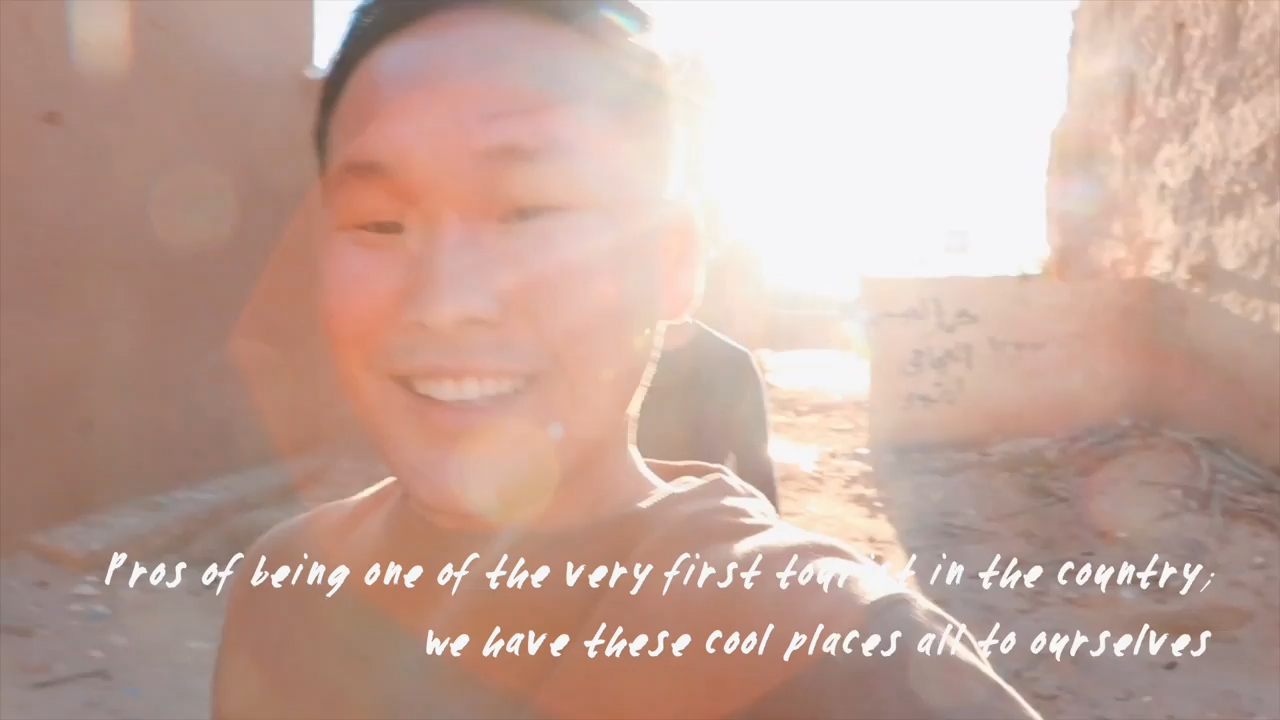 Pros of being one of the very first tourist in the country;
we have these cool places all to ourselves